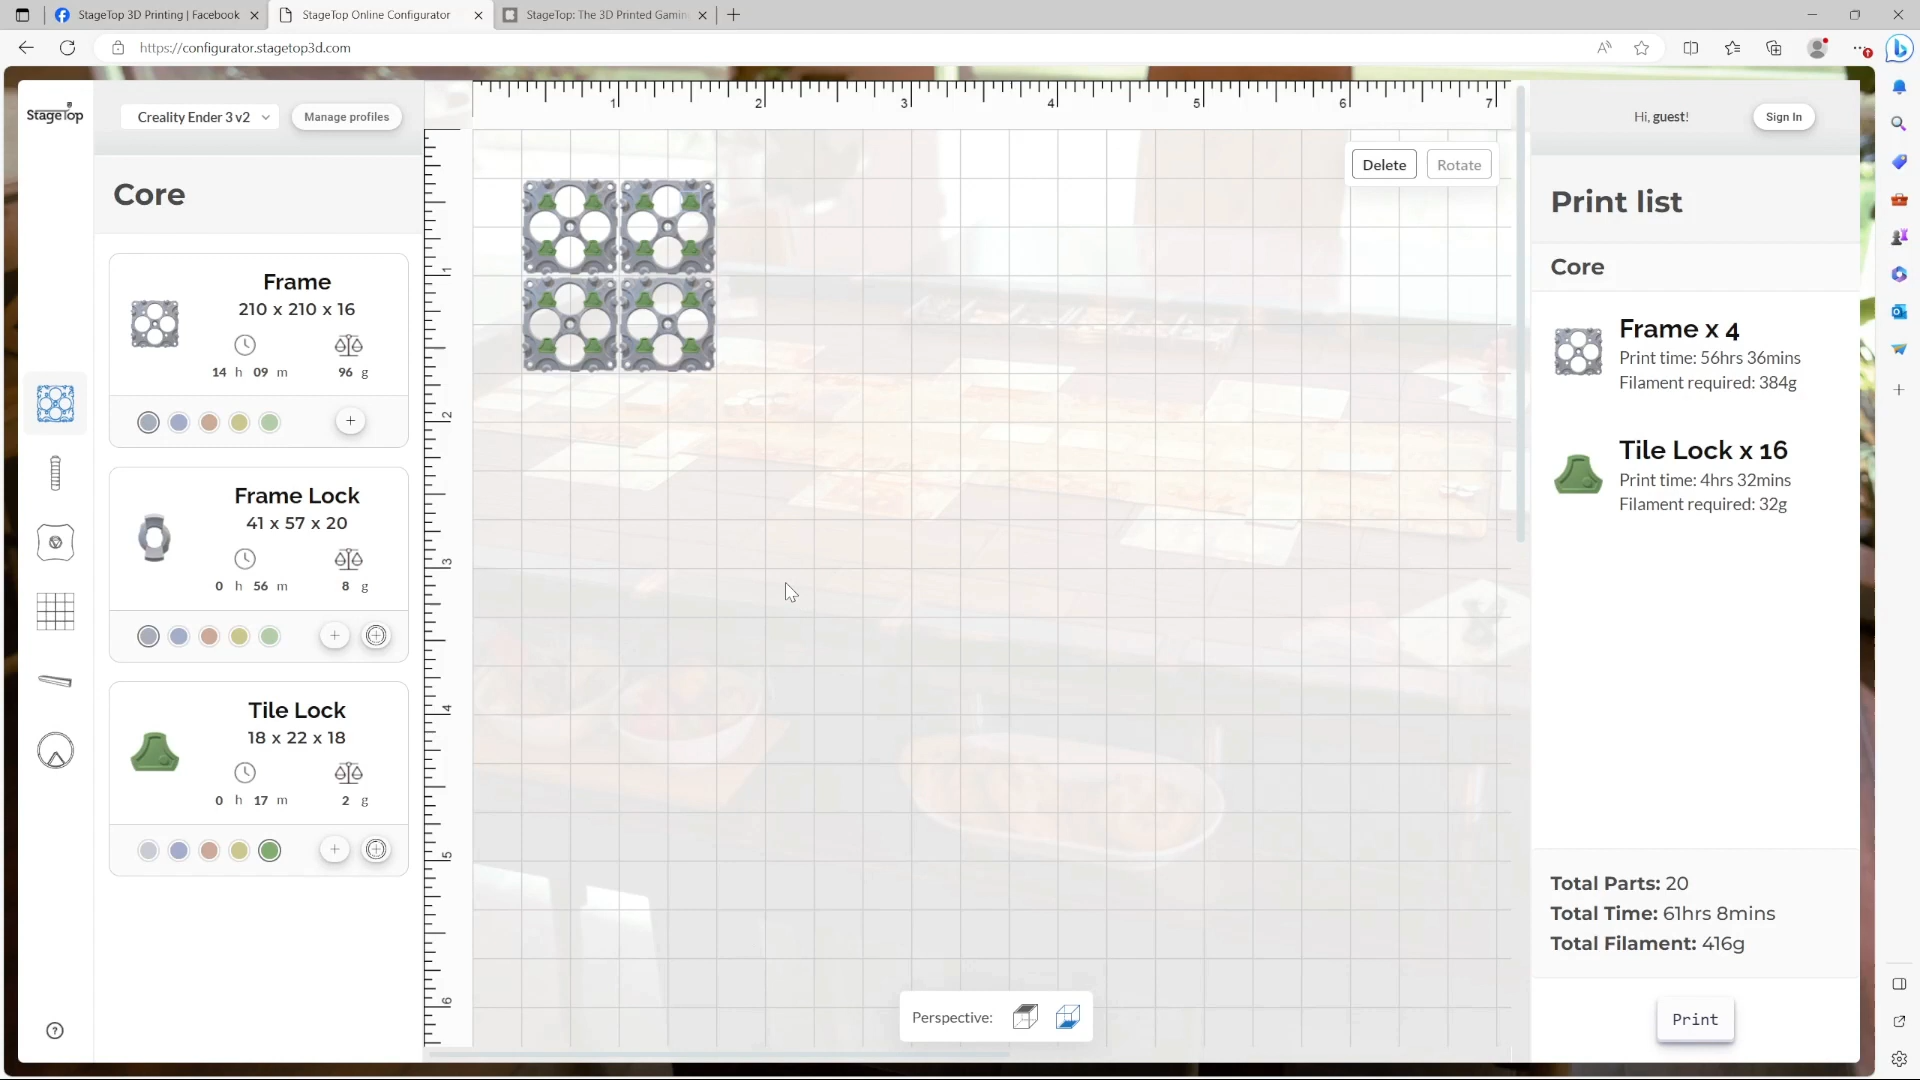 StageTop 3D Printing | Facebook
StageTop Online Configurator
StageTop: The 3D Printed Gamin
https://configurator.stagetop3d.com
StageTop
Creality Ender 3 v2
Manage profiles
Core
Frame
210 x 210 x 16
14 h 09 m
96 g
Frame Lock
41 x 57 x 20
0 h 56 m
8 g
Tile Lock
18 x 22 x 18
0 h 17 m
2 g
1 2 3 4 5 6 7
1
2
3
4
5
6
Delete
Rotate
Perspective:
Hi, guest!
Sign In
Print list
Core
Frame x 4
Print time: 56hrs 36mins
Filament required: 384g
Tile Lock x 16
Print time: 4hrs 32mins
Filament required: 32g
Total Parts: 20
Total Time: 61hrs 8mins
Total Filament: 416g
Print